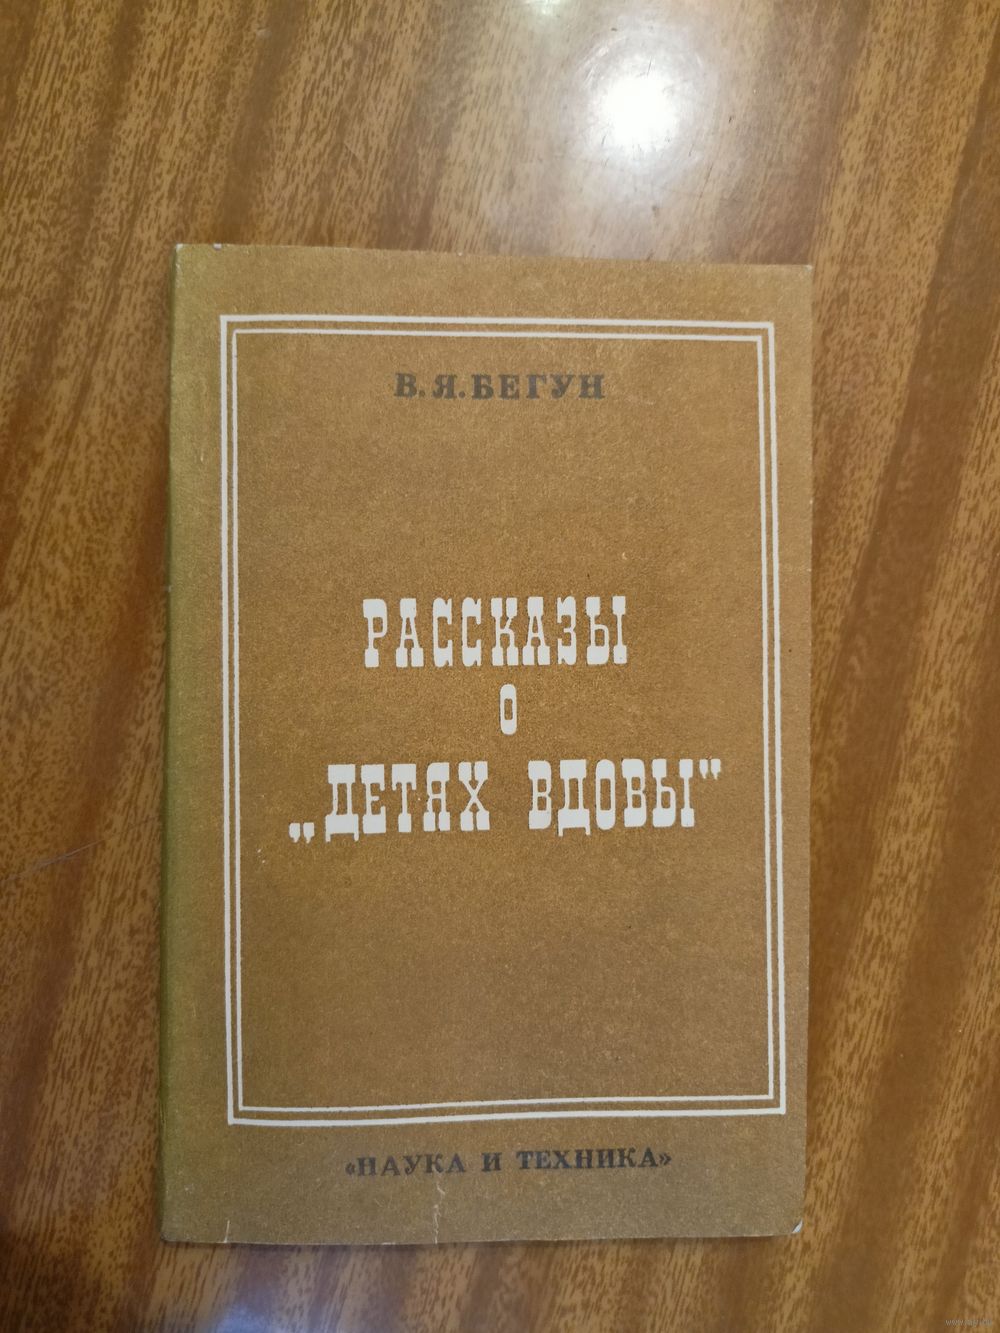 В. Я. БЕГУН
РАССКАЗЫ
О
„ДЕТЯХ ВДОВЫ"
«НАУКА И ТЕХНИКА»